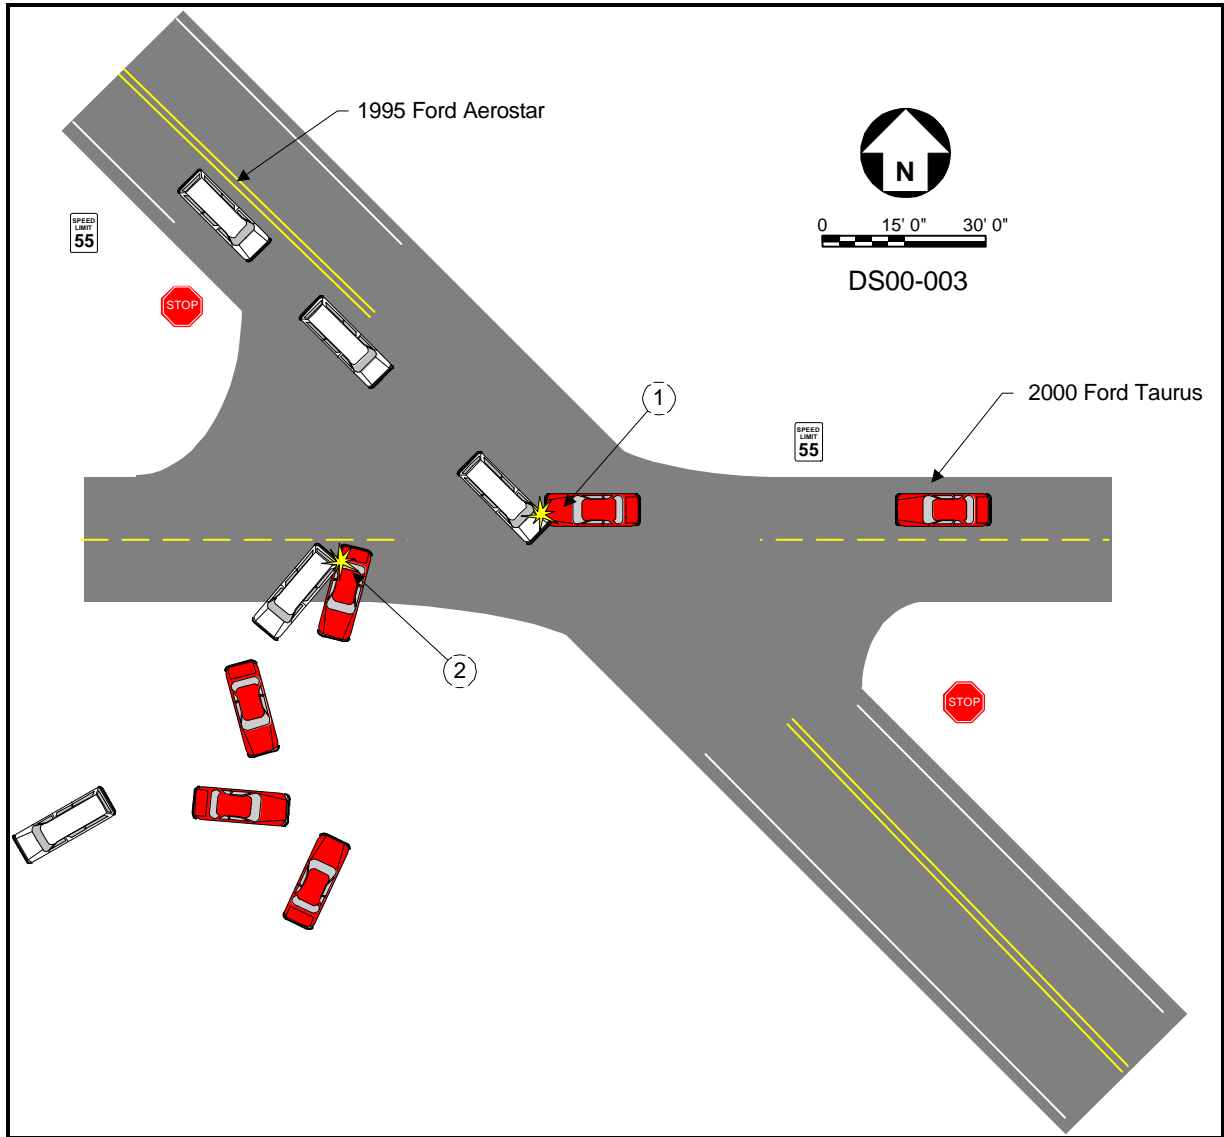 1995 Ford Aerostar
N
0 15' 0" 30' 0"
DS00-003
SPEED
LIMIT
55
STOP
1
2000 Ford Taurus
SPEED
LIMIT
55
2
STOP